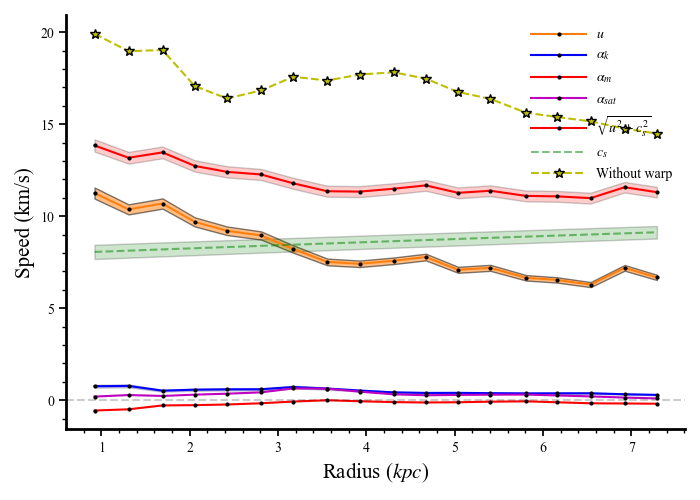 20
15
10
5
0
Speed (km/s)
1 2 3 4 5 6 7
Radius (kpc)
u
αk
αm
αsat
√u² + cs²
cs
Without warp